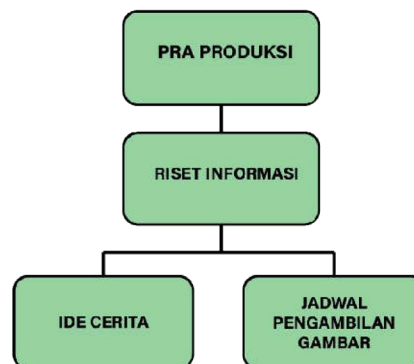 PRA PRODUKSI
RISET INFORMASI
IDE CERITA
JADWAL
PENGAMBILAN
GAMBAR